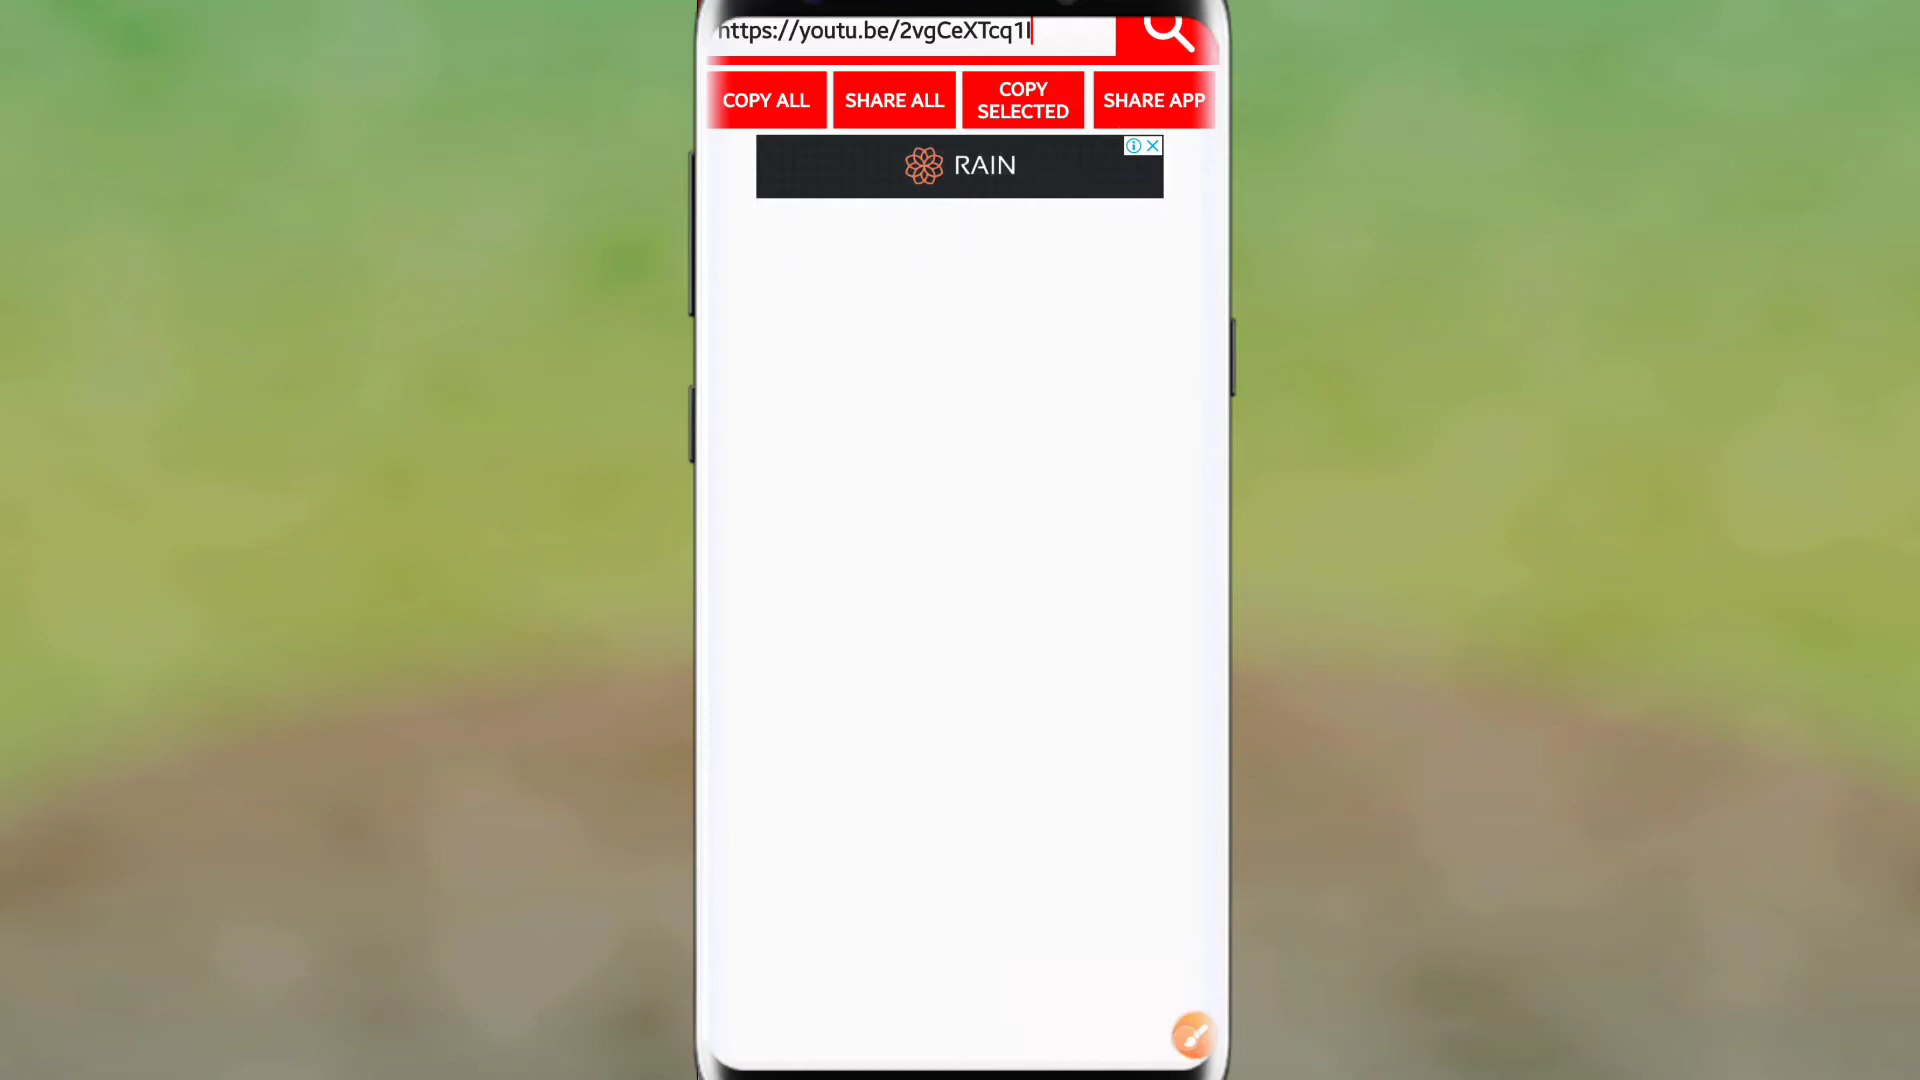 https://youtu.be/2vgCeXTcq1I
COPY ALL
SHARE ALL
COPY
SELECTED
SHARE APP
RAIN